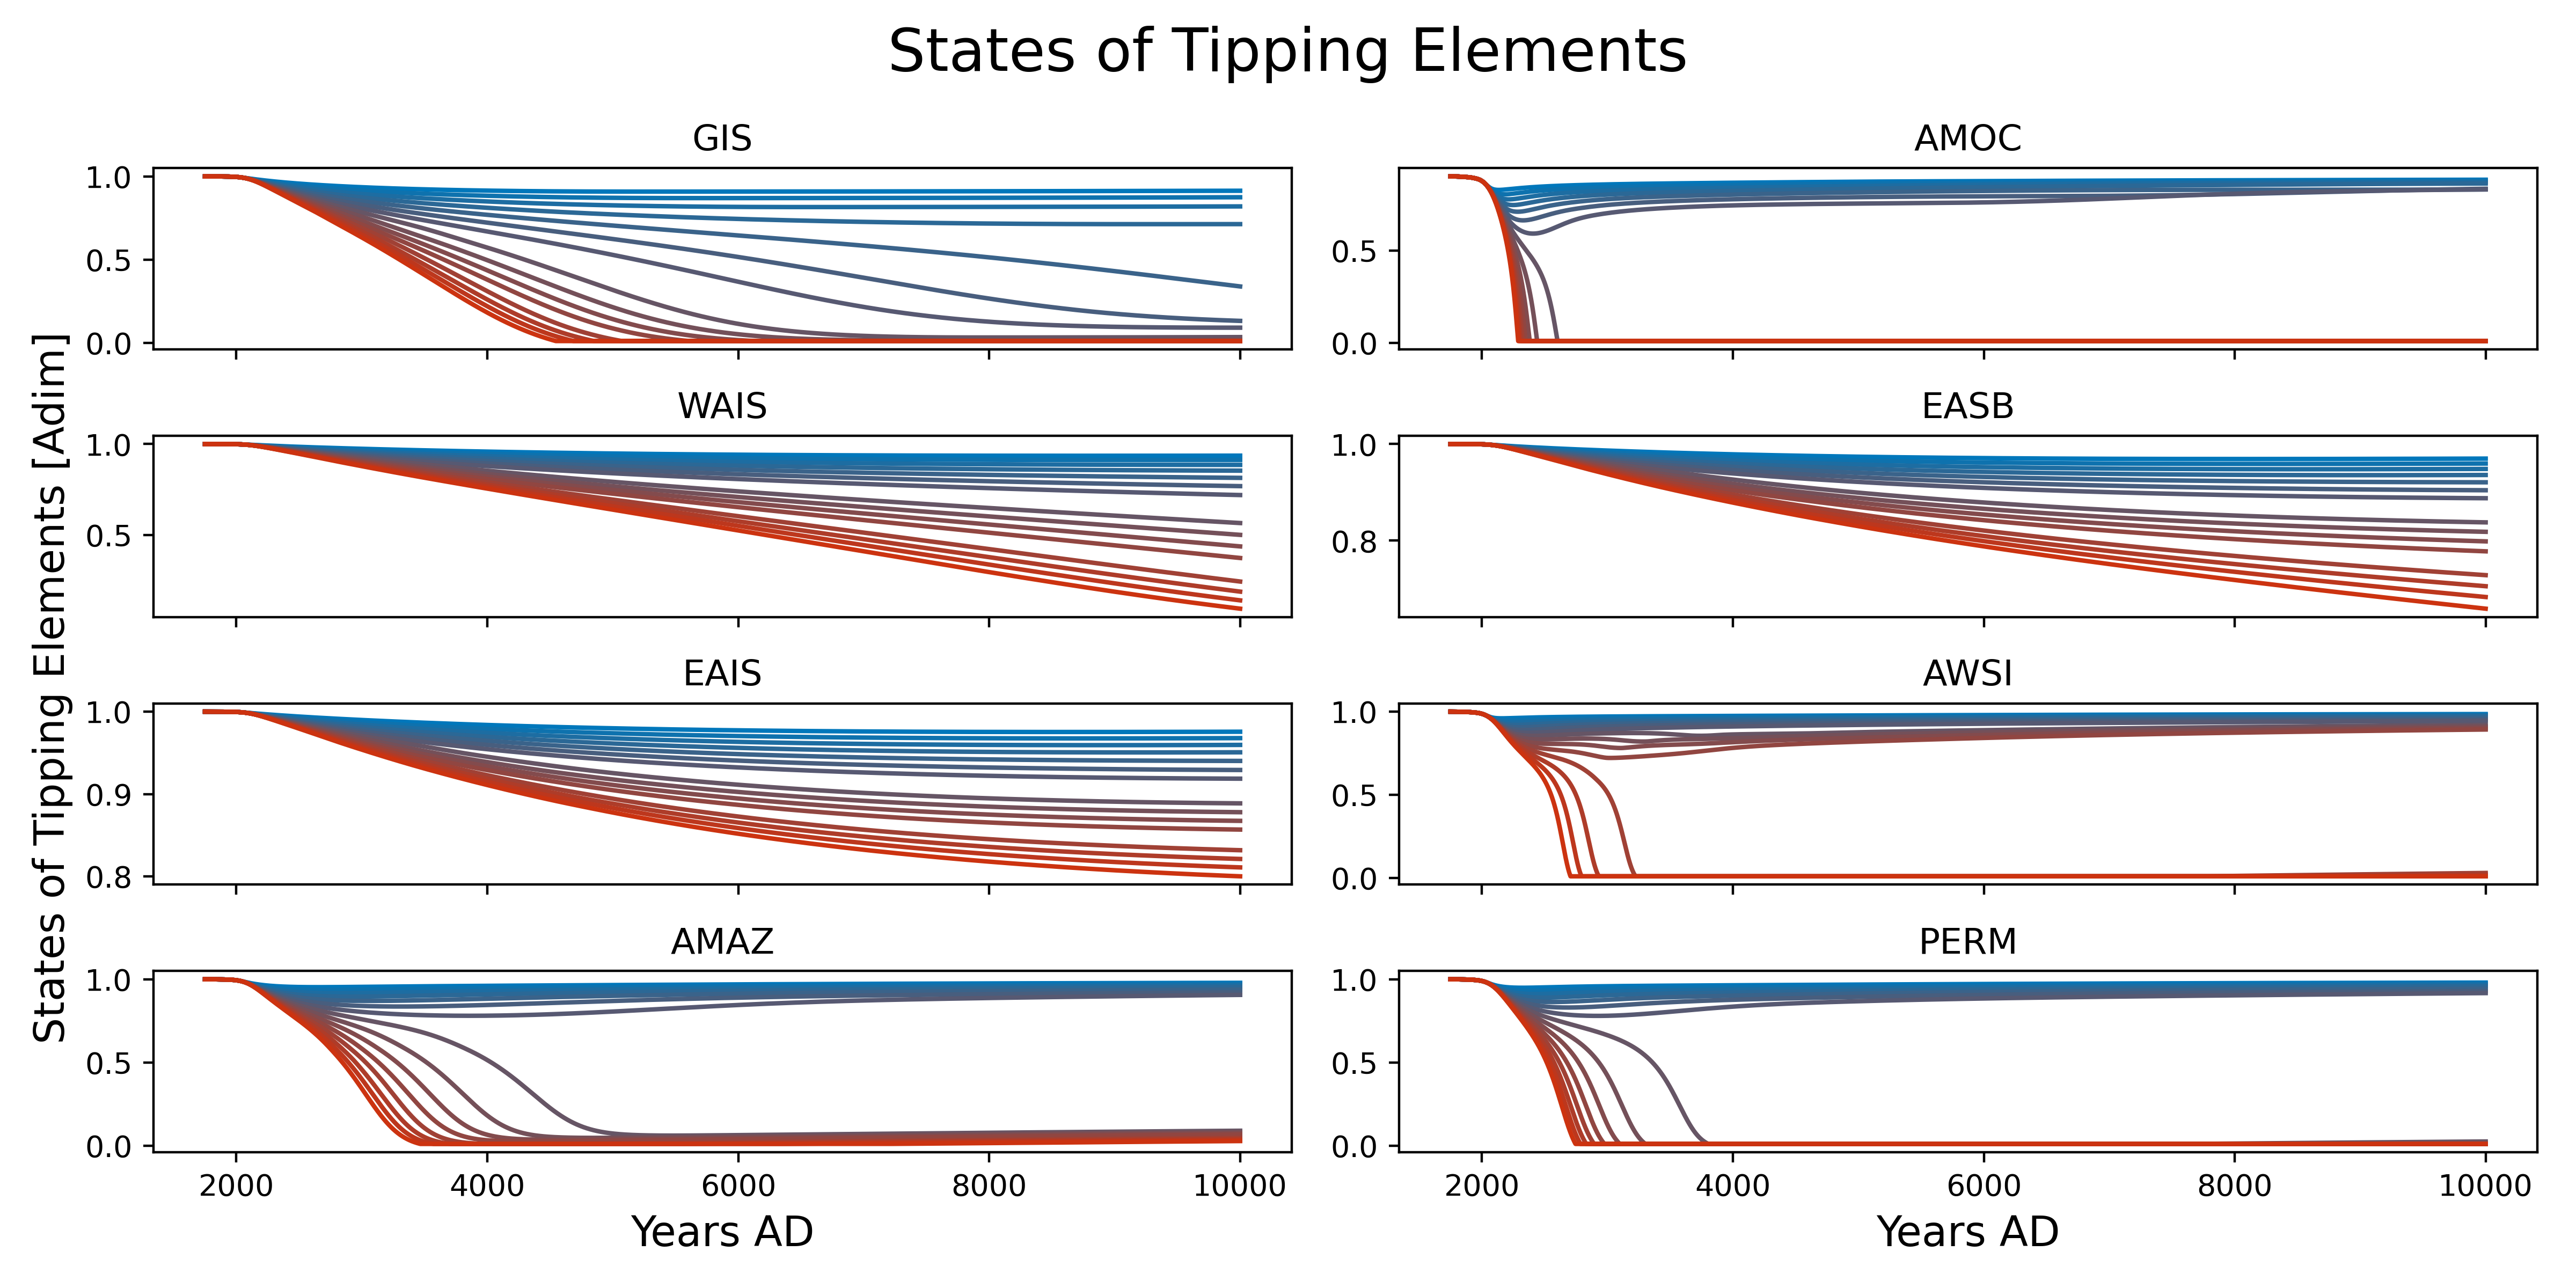 States of Tipping Elements
States of Tipping Elements [Adim]
GIS
1.0
0.5
0.0
AMOC
0.5
0.0
WAIS
1.0
0.5
EASB
1.0
0.8
EAIS
1.0
0.9
0.8
AWSI
1.0
0.5
0.0
AMAZ
1.0
0.5
0.0
2000 4000 6000 8000 10000
Years AD
PERM
1.0
0.5
0.0
2000 4000 6000 8000 10000
Years AD